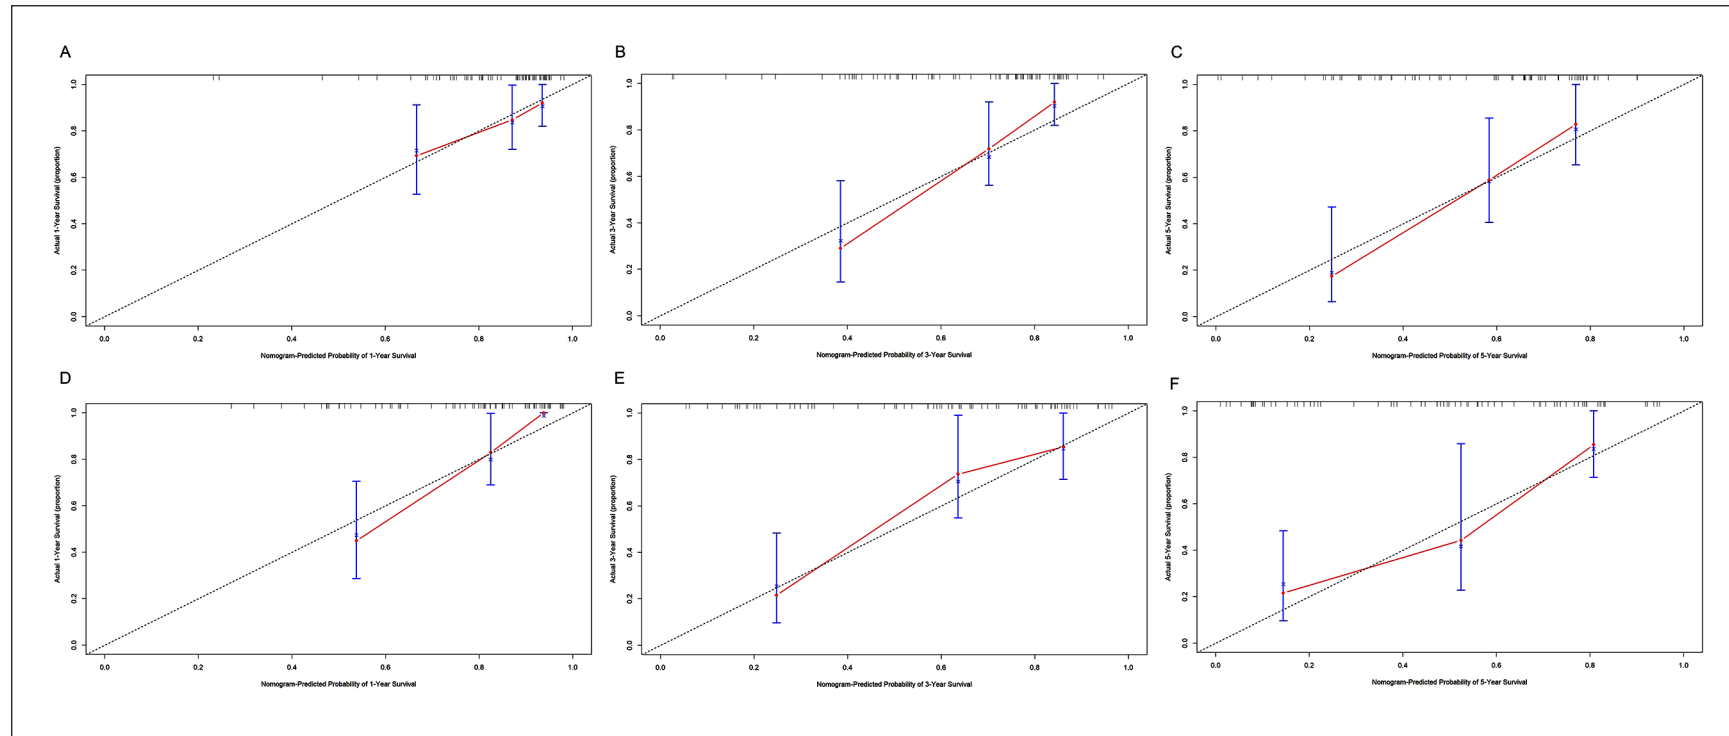 A
B
C
1.0
0.8
0.6
0.4
0.2
0.0
Actual 1-Year Survival (proportion)
0.0 0.2 0.4 0.6 0.8 1.0
Nomogram-Predicted Probability of 1-Year Survival
1.0
0.8
0.6
0.4
0.2
0.0
Actual 3-Year Survival (proportion)
0.0 0.2 0.4 0.6 0.8 1.0
Nomogram-Predicted Probability of 3-Year Survival
1.0
0.8
0.6
0.4
0.2
0.0
Actual 5-Year Survival (proportion)
0.0 0.2 0.4 0.6 0.8 1.0
Nomogram-Predicted Probability of 5-Year Survival
D
E
F
1.0
0.8
0.6
0.4
0.2
0.0
Actual 1-Year Survival (proportion)
0.0 0.2 0.4 0.6 0.8 1.0
Nomogram-Predicted Probability of 1-Year Survival
1.0
0.8
0.6
0.4
0.2
0.0
Actual 3-Year Survival (proportion)
0.0 0.2 0.4 0.6 0.8 1.0
Nomogram-Predicted Probability of 3-Year Survival
1.0
0.8
0.6
0.4
0.2
0.0
Actual 5-Year Survival (proportion)
0.0 0.2 0.4 0.6 0.8 1.0
Nomogram-Predicted Probability of 5-Year Survival